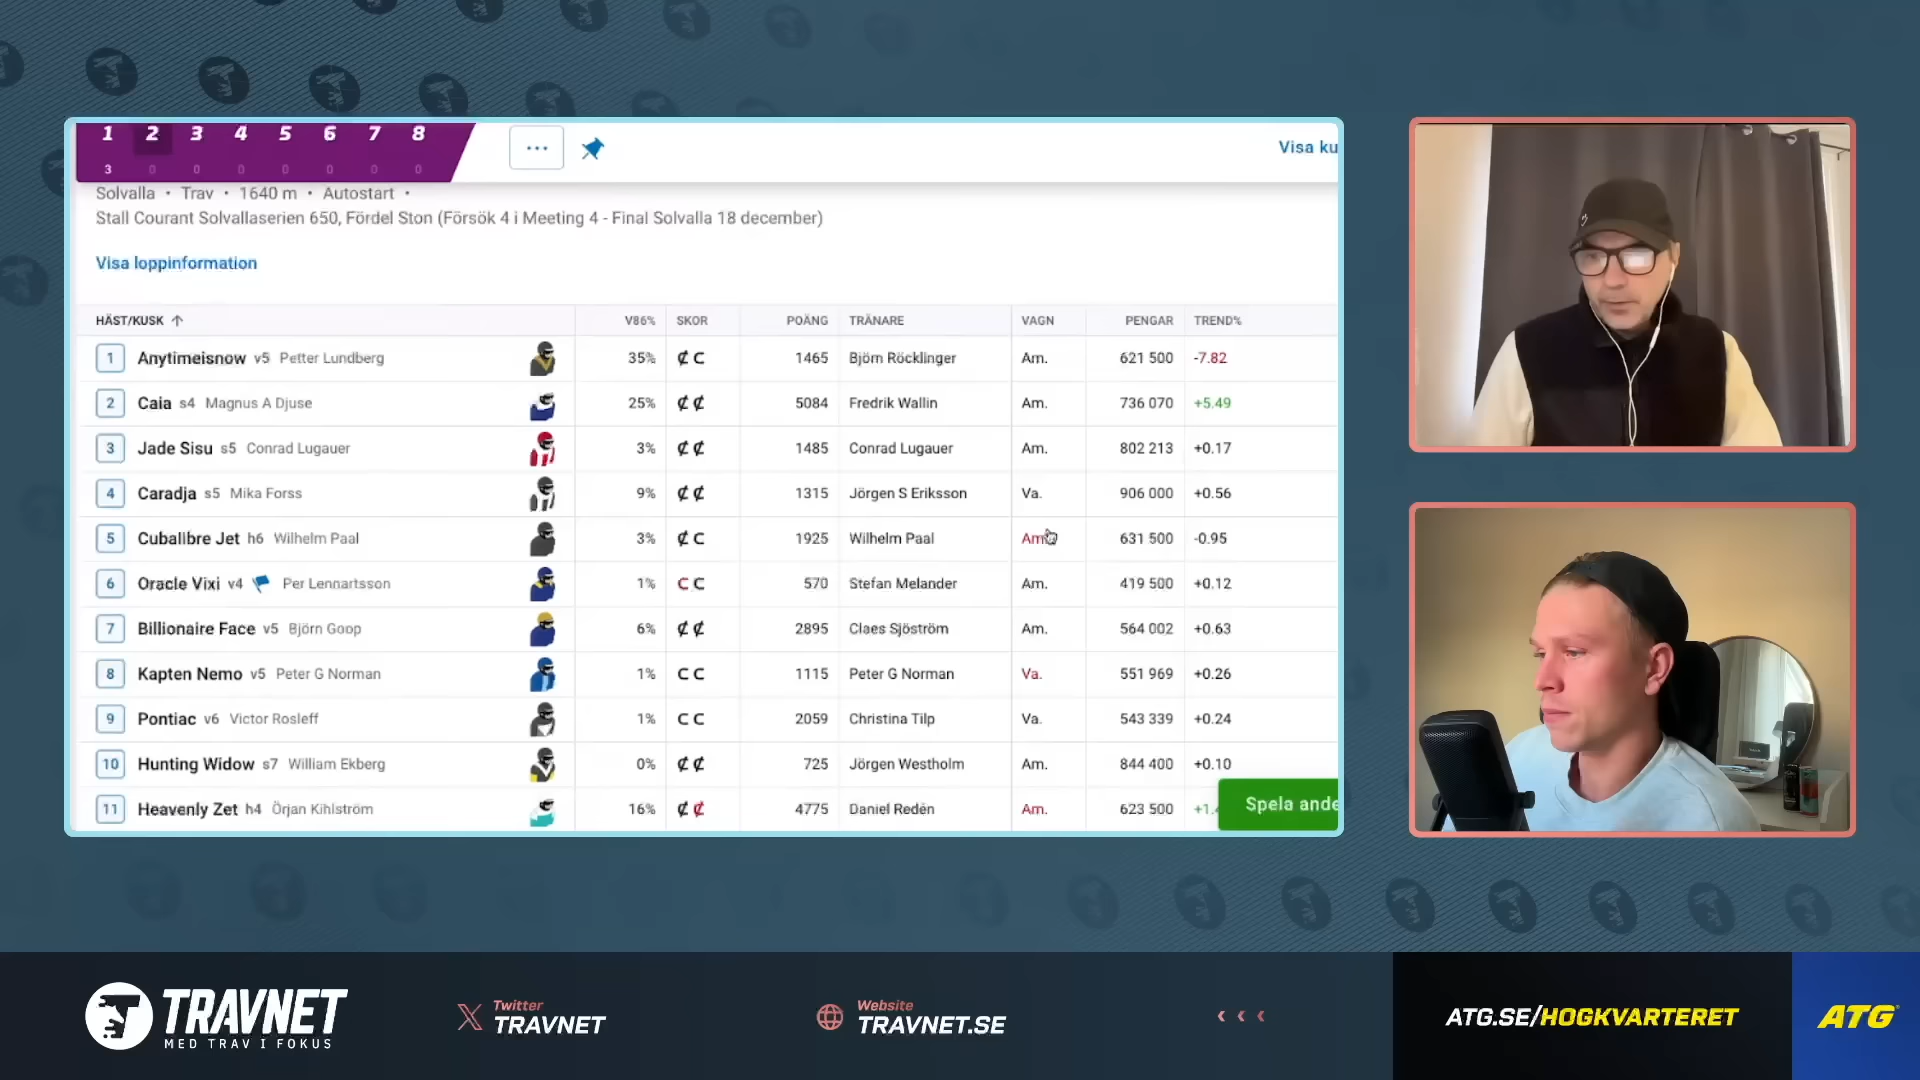 1 2 3 4 5 6 7 8
3 0 0 0 0 0 0 0
Visa ku
Solvalla • Trav • 1640 m • Autostart •
Stall Courant Solvallaserien 650, Fördel Ston (Försök 4 i Meeting 4 - Final Solvalla 18 december)
Visa loppinformation
HÄST/KUSK V86% SKOR POÄNG TRÄNARE VAGN PENGAR TREND%
1 Anytimeisnow v5 Petter Lundberg 35% ₵ C 1465 Björn Röcklinger Am. 621 500 -7.82
2 Caia s4 Magnus A Djuse 25% ₵ ₵ 5084 Fredrik Wallin Am. 736 070 +5.49
3 Jade Sisu s5 Conrad Lugauer 3% ₵ ₵ 1485 Conrad Lugauer Am. 802 213 +0.17
4 Caradja s5 Mika Forss 9% ₵ ₵ 1315 Jörgen S Eriksson Va. 906 000 +0.56
5 Cubalibre Jet h6 Wilhelm Paal 3% ₵ C 1925 Wilhelm Paal Am 631 500 -0.95
6 Oracle Vixi v4 Per Lennartsson 1% C C 570 Stefan Melander Am. 419 500 +0.12
7 Billionaire Face v5 Björn Goop 6% ₵ ₵ 2895 Claes Sjöström Am. 564 002 +0.63
8 Kapten Nemo v5 Peter G Norman 1% C C 1115 Peter G Norman Va. 551 969 +0.26
9 Pontiac v6 Victor Rosleff 1% C C 2059 Christina Tilp Va. 543 339 +0.24
10 Hunting Widow s7 William Ekberg 0% ₵ ₵ 725 Jörgen Westholm Am. 844 400 +0.10
11 Heavenly Zet h4 Örjan Kihlström 16% ₵ ₵ 4775 Daniel Redén Am. 623 500 +1.
Spela ande
TRAVNET
MED TRAV I FOKUS
Twitter
TRAVNET
Website
TRAVNET.SE
ATG.SE/HOGKVARTERET
ATG